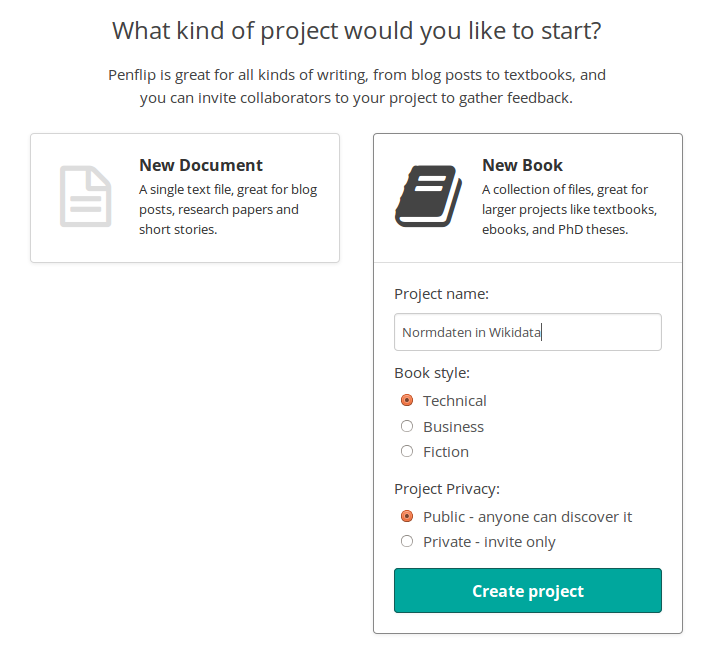 What kind of project would you like to start?
Penflip is great for all kinds of writing, from blog posts to textbooks, and
you can invite collaborators to your project to gather feedback.
New Document
A single text file, great for blog
posts, research papers and
short stories.
New Book
A collection of files, great for
larger projects like textbooks,
ebooks, and PhD theses.
Project name:
Normdaten in Wikidata
Book style:
Technical
Business
Fiction
Project Privacy:
Public - anyone can discover it
Private - invite only
Create project